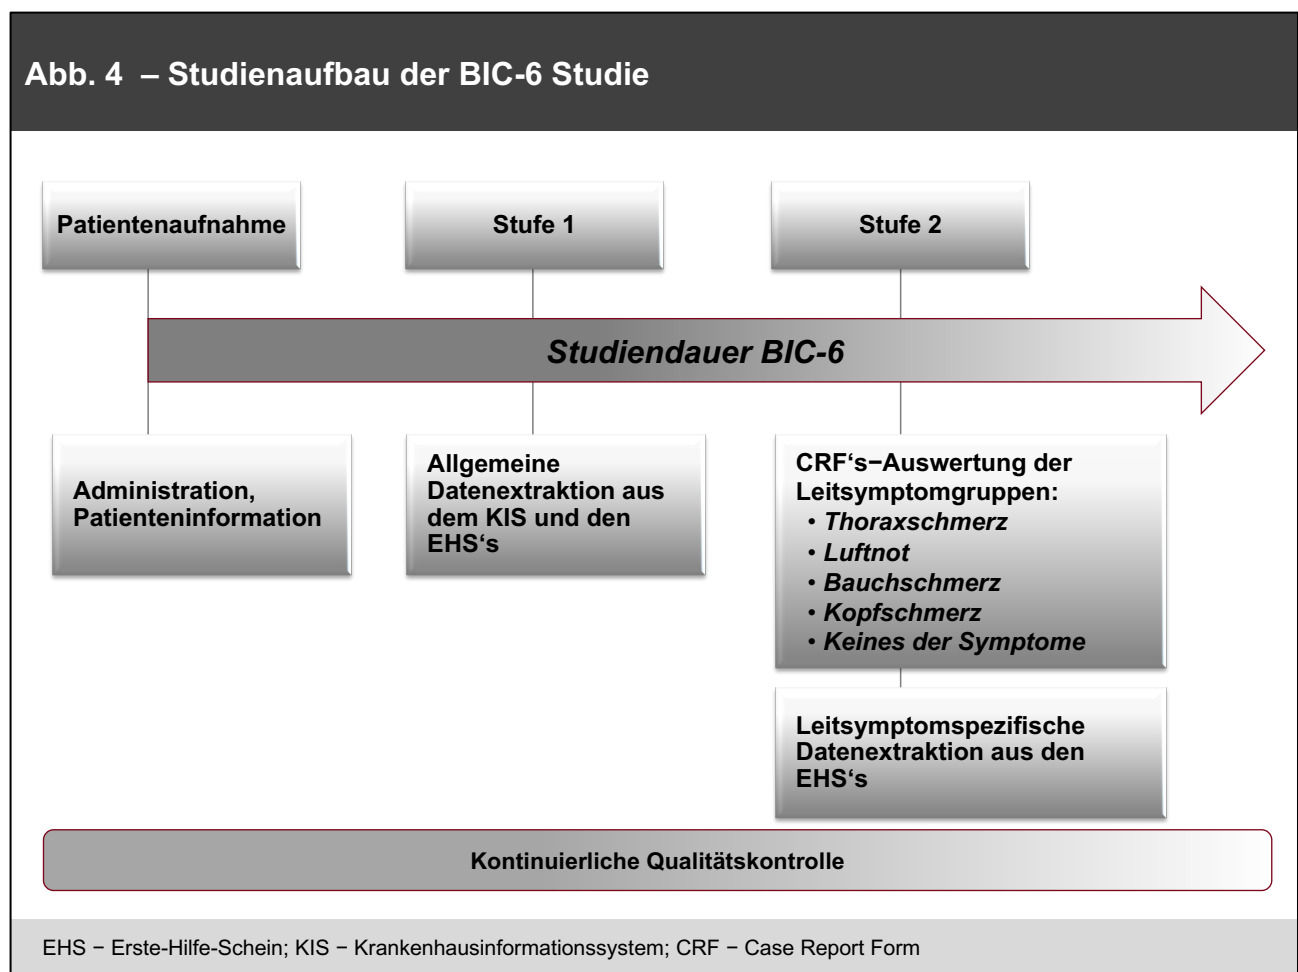 Abb. 4  – Studienaufbau der BIC-6 Studie
Patientenaufnahme
Stufe 1
Stufe 2
Studiendauer BIC-6
Administration,
Patienteninformation
Allgemeine
Datenextraktion aus
dem KIS und den
EHS‘s
CRF‘s−Auswertung der
Leitsymptomgruppen:
• Thoraxschmerz
• Luftnot
• Bauchschmerz
• Kopfschmerz
• Keines der Symptome
Leitsymptomspezifische
Datenextraktion aus den
EHS‘s
Kontinuierliche Qualitätskontrolle
EHS − Erste-Hilfe-Schein; KIS − Krankenhausinformationssystem; CRF − Case Report Form